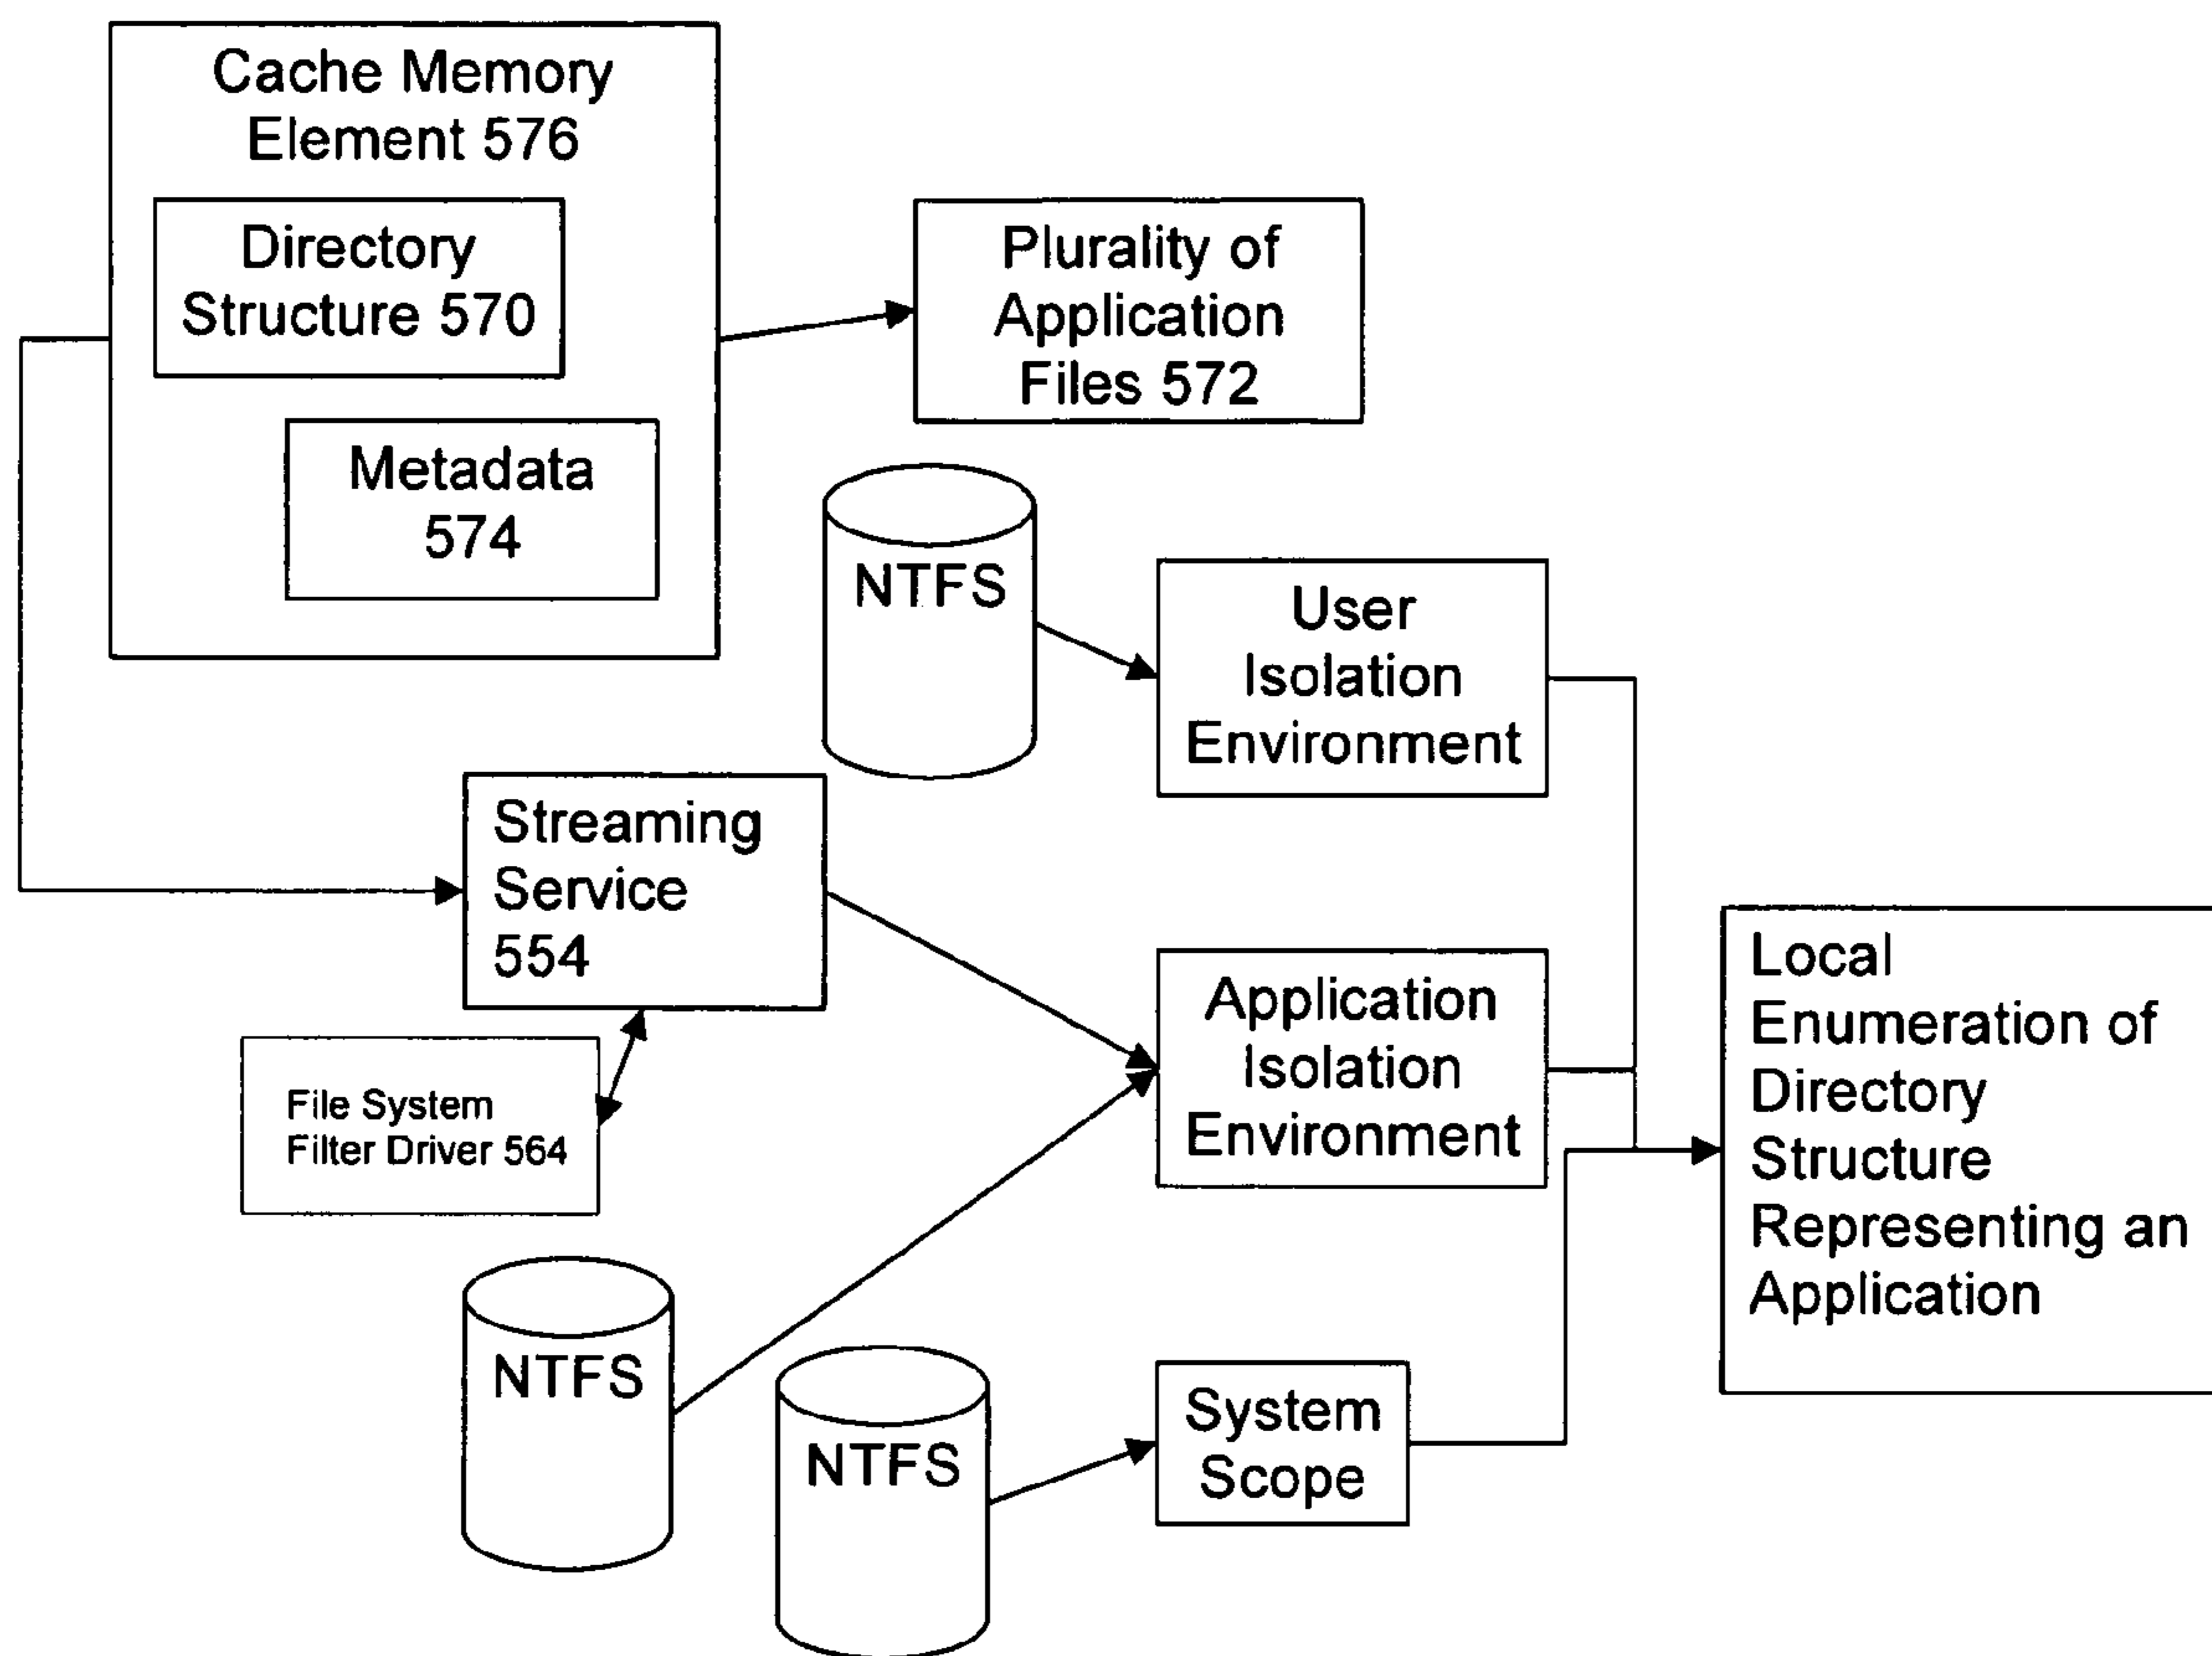 Cache Memory
Element 576
Directory
Structure 570
Metadata
574
Plurality of
Application
Files 572
NTFS
User
Isolation
Environment
Streaming
Service
554
File System
Filter Driver 564
Application
Isolation
Environment
Local
Enumeration of
Directory
Structure
Representing an
Application
NTFS
NTFS
System
Scope